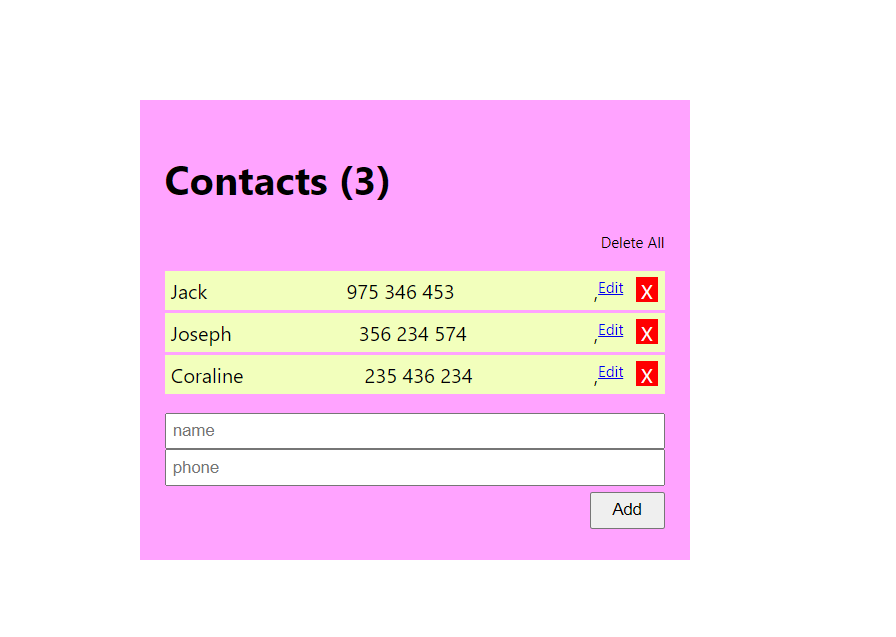 Contacts (3)
Delete All
Jack 975 346 453 ,Edit X
Joseph 356 234 574 ,Edit X
Coraline 235 436 234 ,Edit X
name
phone
Add